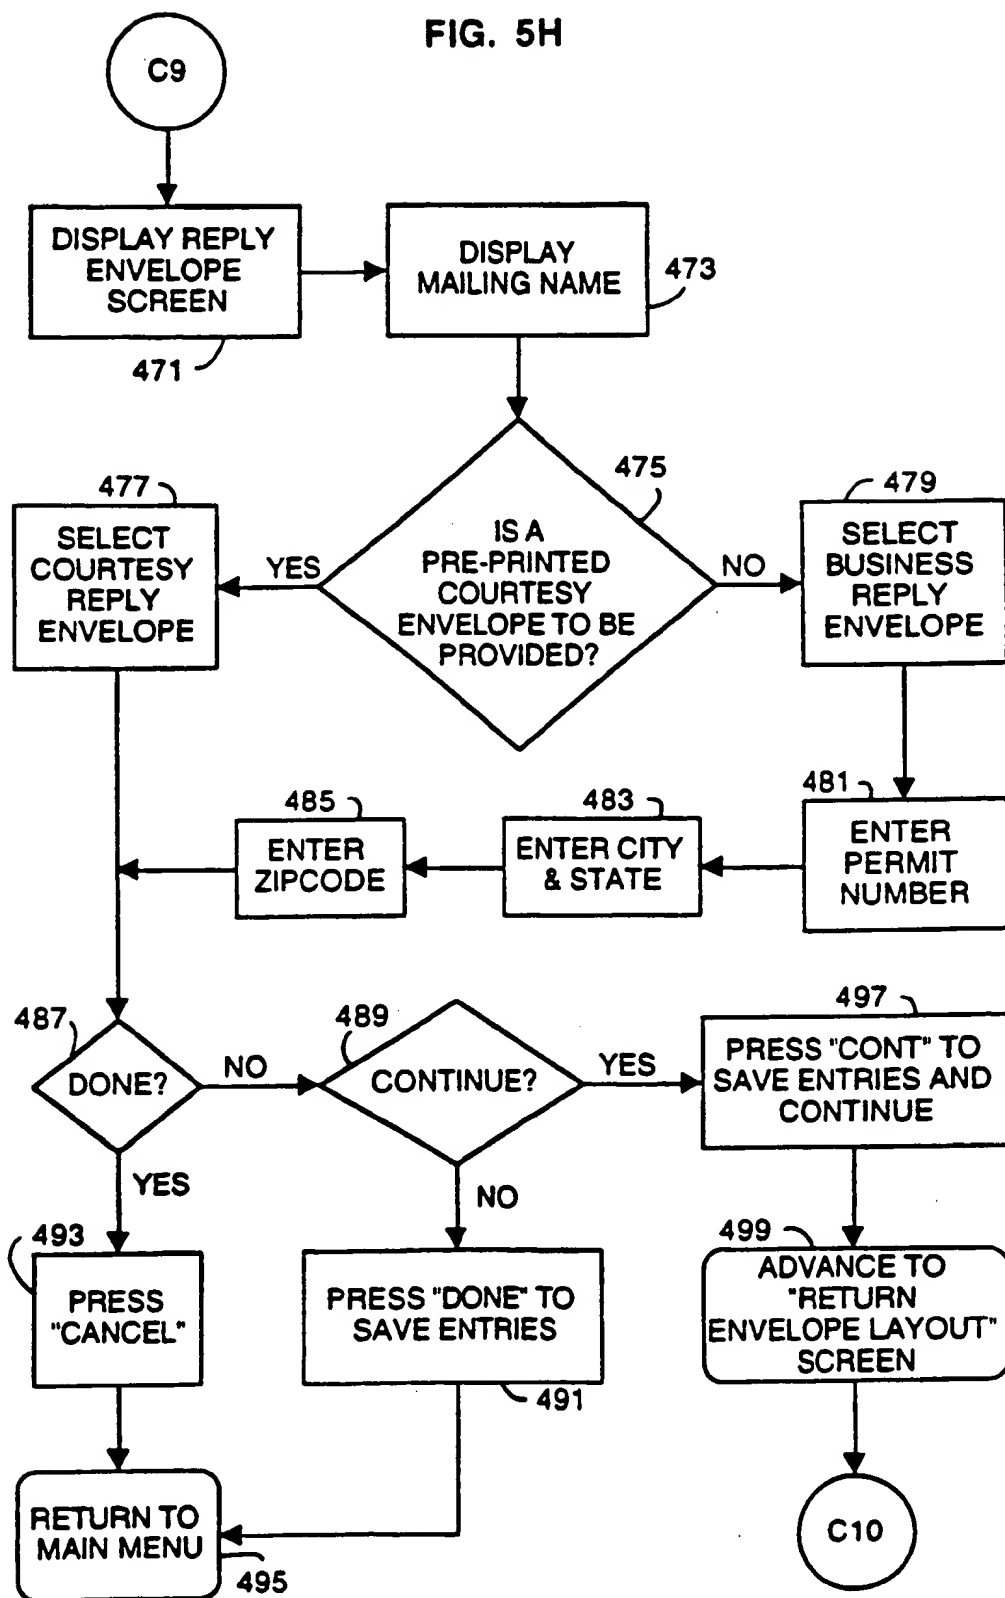 FIG. 5H
C9
DISPLAY REPLY
ENVELOPE
SCREEN
471
DISPLAY
MAILING NAME
473
475
IS A
PRE-PRINTED
COURTESY
ENVELOPE TO BE
PROVIDED?
YES
NO
477
SELECT
COURTESY
REPLY
ENVELOPE
479
SELECT
BUSINESS
REPLY
ENVELOPE
481
ENTER
PERMIT
NUMBER
483
ENTER CITY
& STATE
485
ENTER
ZIPCODE
487
DONE?
NO
YES
489
CONTINUE?
YES
NO
497
PRESS "CONT" TO
SAVE ENTRIES AND
CONTINUE
493
PRESS
"CANCEL"
PRESS "DONE" TO
SAVE ENTRIES
491
499
ADVANCE TO
"RETURN
ENVELOPE LAYOUT"
SCREEN
RETURN TO
MAIN MENU
495
C10